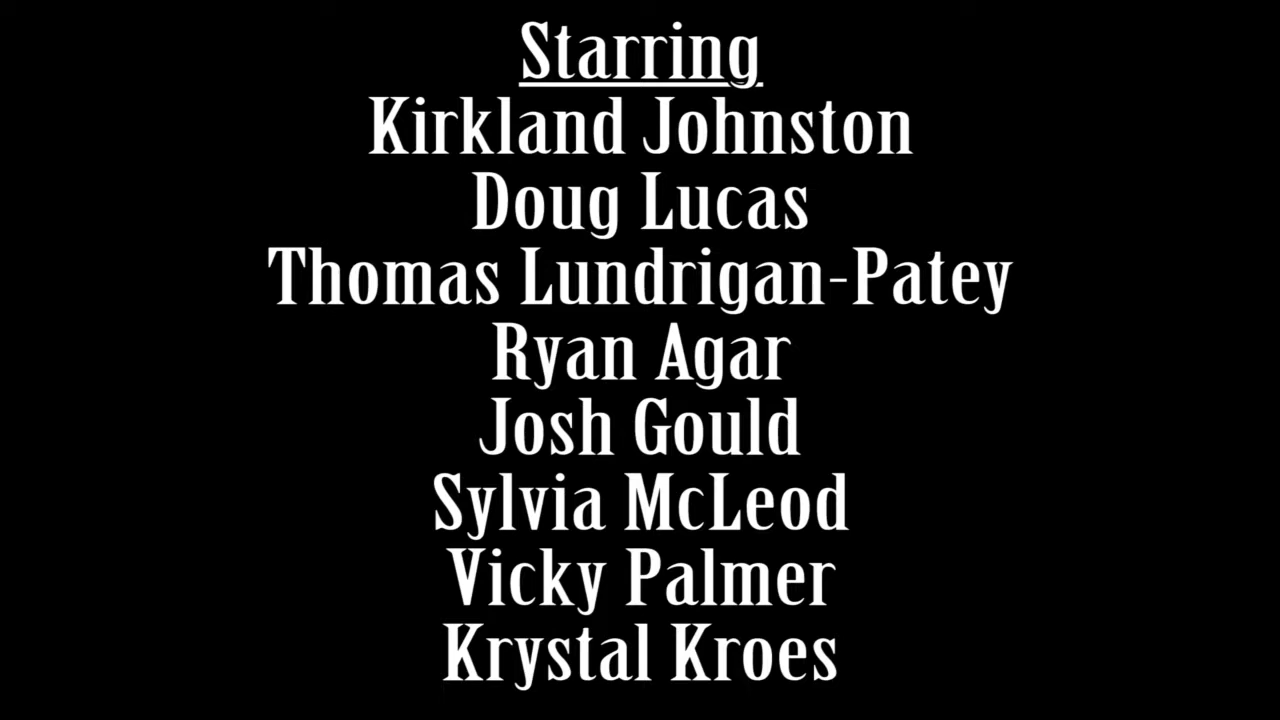 Starring
Kirkland Johnston
Doug Lucas
Thomas Lundrigan-Patey
Ryan Agar
Josh Gould
Sylvia McLeod
Vicky Palmer
Krystal Kroes